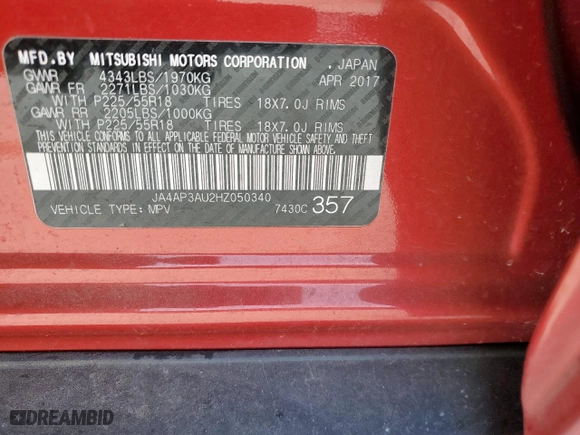 MFD.BY MITSUBISHI MOTORS CORPORATION , JAPAN
GVWR 4343LBS/1970KG APR 2017
GAWR FR 2271LBS/1030KG
WITH P225/55R18 TIRES 18X7.0J RIMS
GAWR RR 2205LBS/1000KG
WITH P225/55R18 TIRES 18X7.0J RIMS
THIS VEHICLE CONFORMS TO ALL APPLICABLE FEDERAL MOTOR VEHICLE SAFETY, BUMPER AND THEFT
PREVENTION STANDARDS IN EFFECT ON THE DATE OF MANUFACTURE SHOWN ABOVE.
JA4AP3AU2HZ050340
VEHICLE TYPE: MPV 7430C 357
DREAMBID